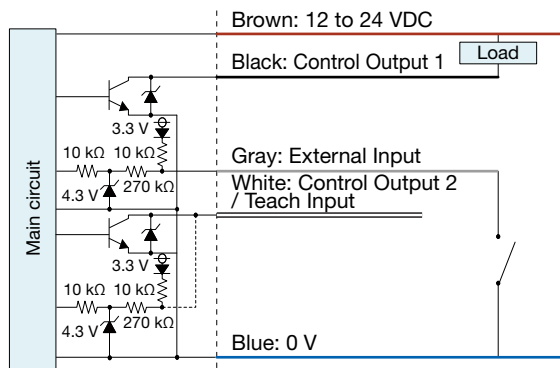 Brown: 12 to 24 VDC
Load
Black: Control Output 1
3.3 V
10 kΩ
10 kΩ
Gray: External Input
270 kΩ
White: Control Output 2
/ Teach Input
4.3 V
Main circuit
3.3 V
10 kΩ
10 kΩ
270 kΩ
4.3 V
Blue: 0 V